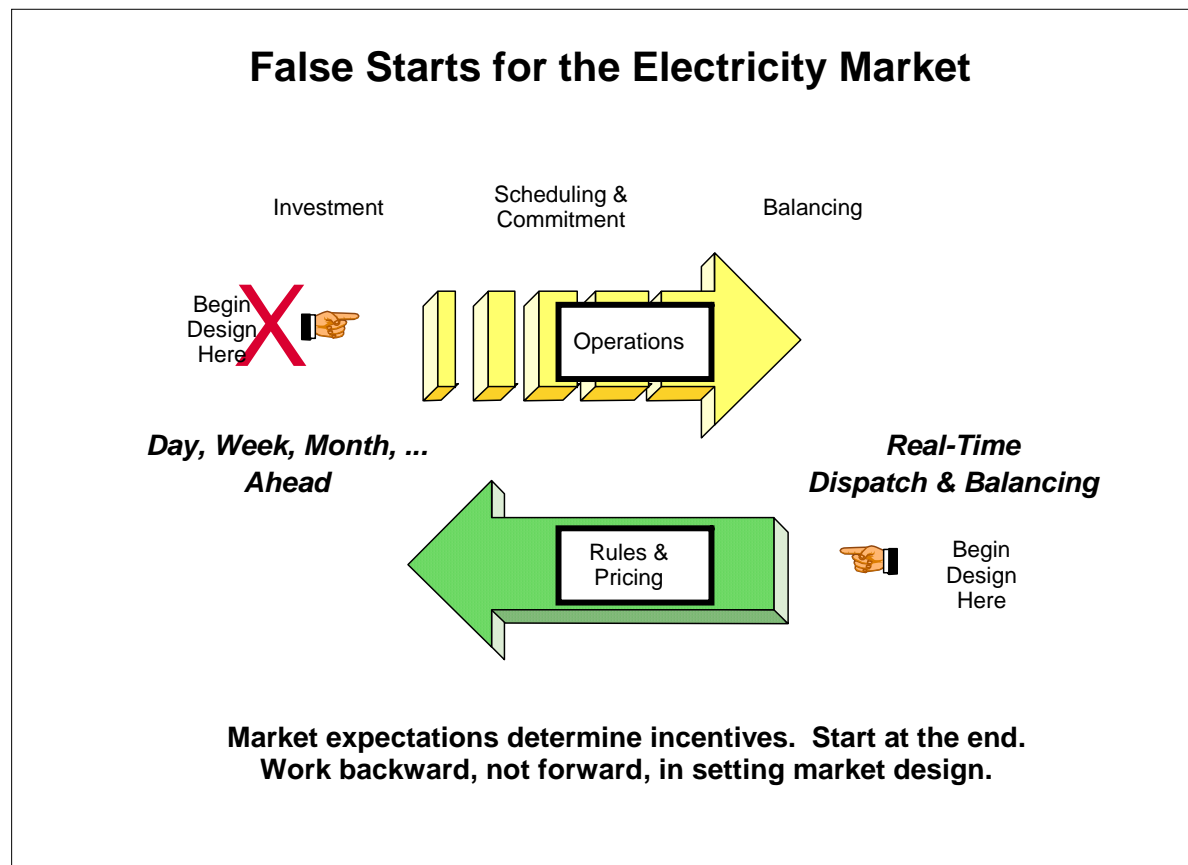 False Starts for the Electricity Market
Investment
Scheduling &
Commitment
Balancing
Begin
Design
Here
Operations
Day, Week, Month, ...
Ahead
Real-Time
Dispatch & Balancing
Rules &
Pricing
Begin
Design
Here
Market expectations determine incentives.  Start at the end.
Work backward, not forward, in setting market design.